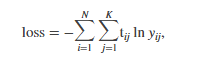 loss = −∑_{i=1}^{N} ∑_{j=1}^{K} t_{ij} ln y_{ij},